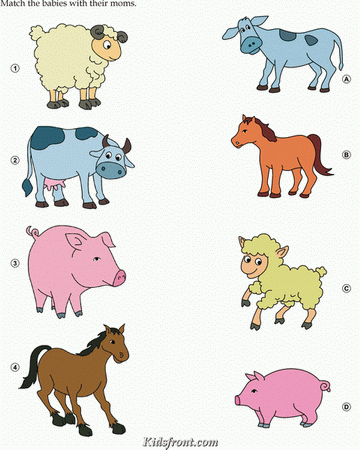 Match the babies with their moms.
1
A
2
B
3
C
4
D
Kidsfront.com